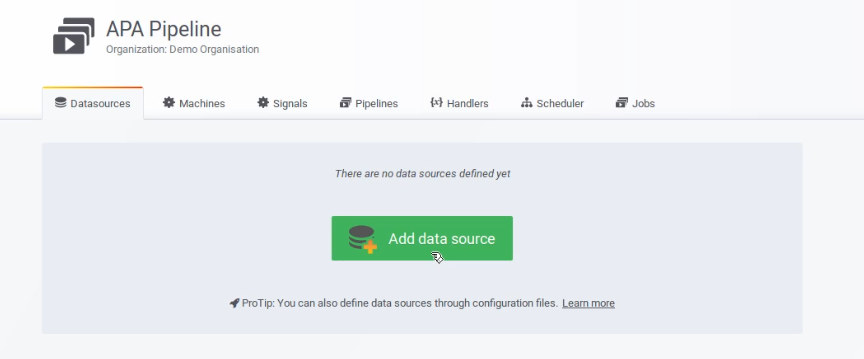 APA Pipeline
Organization: Demo Organisation
Datasources Machines Signals Pipelines Handlers Scheduler Jobs
There are no data sources defined yet
Add data source
ProTip: You can also define data sources through configuration files. Learn more